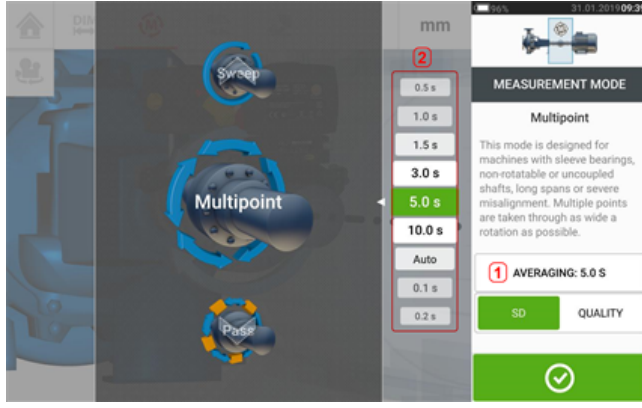 DIM
mm
96%
31.01.2019 09:39
Sweep
Multipoint
Pass
2
0.5 s
1.0 s
1.5 s
3.0 s
5.0 s
10.0 s
Auto
0.1 s
0.2 s
MEASUREMENT MODE
Multipoint
This mode is designed for
machines with sleeve bearings,
non-rotatable or uncoupled
shafts, long spans or severe
misalignment. Multiple points
are taken through as wide a
rotation as possible.
1 AVERAGING: 5.0 S
SD
QUALITY